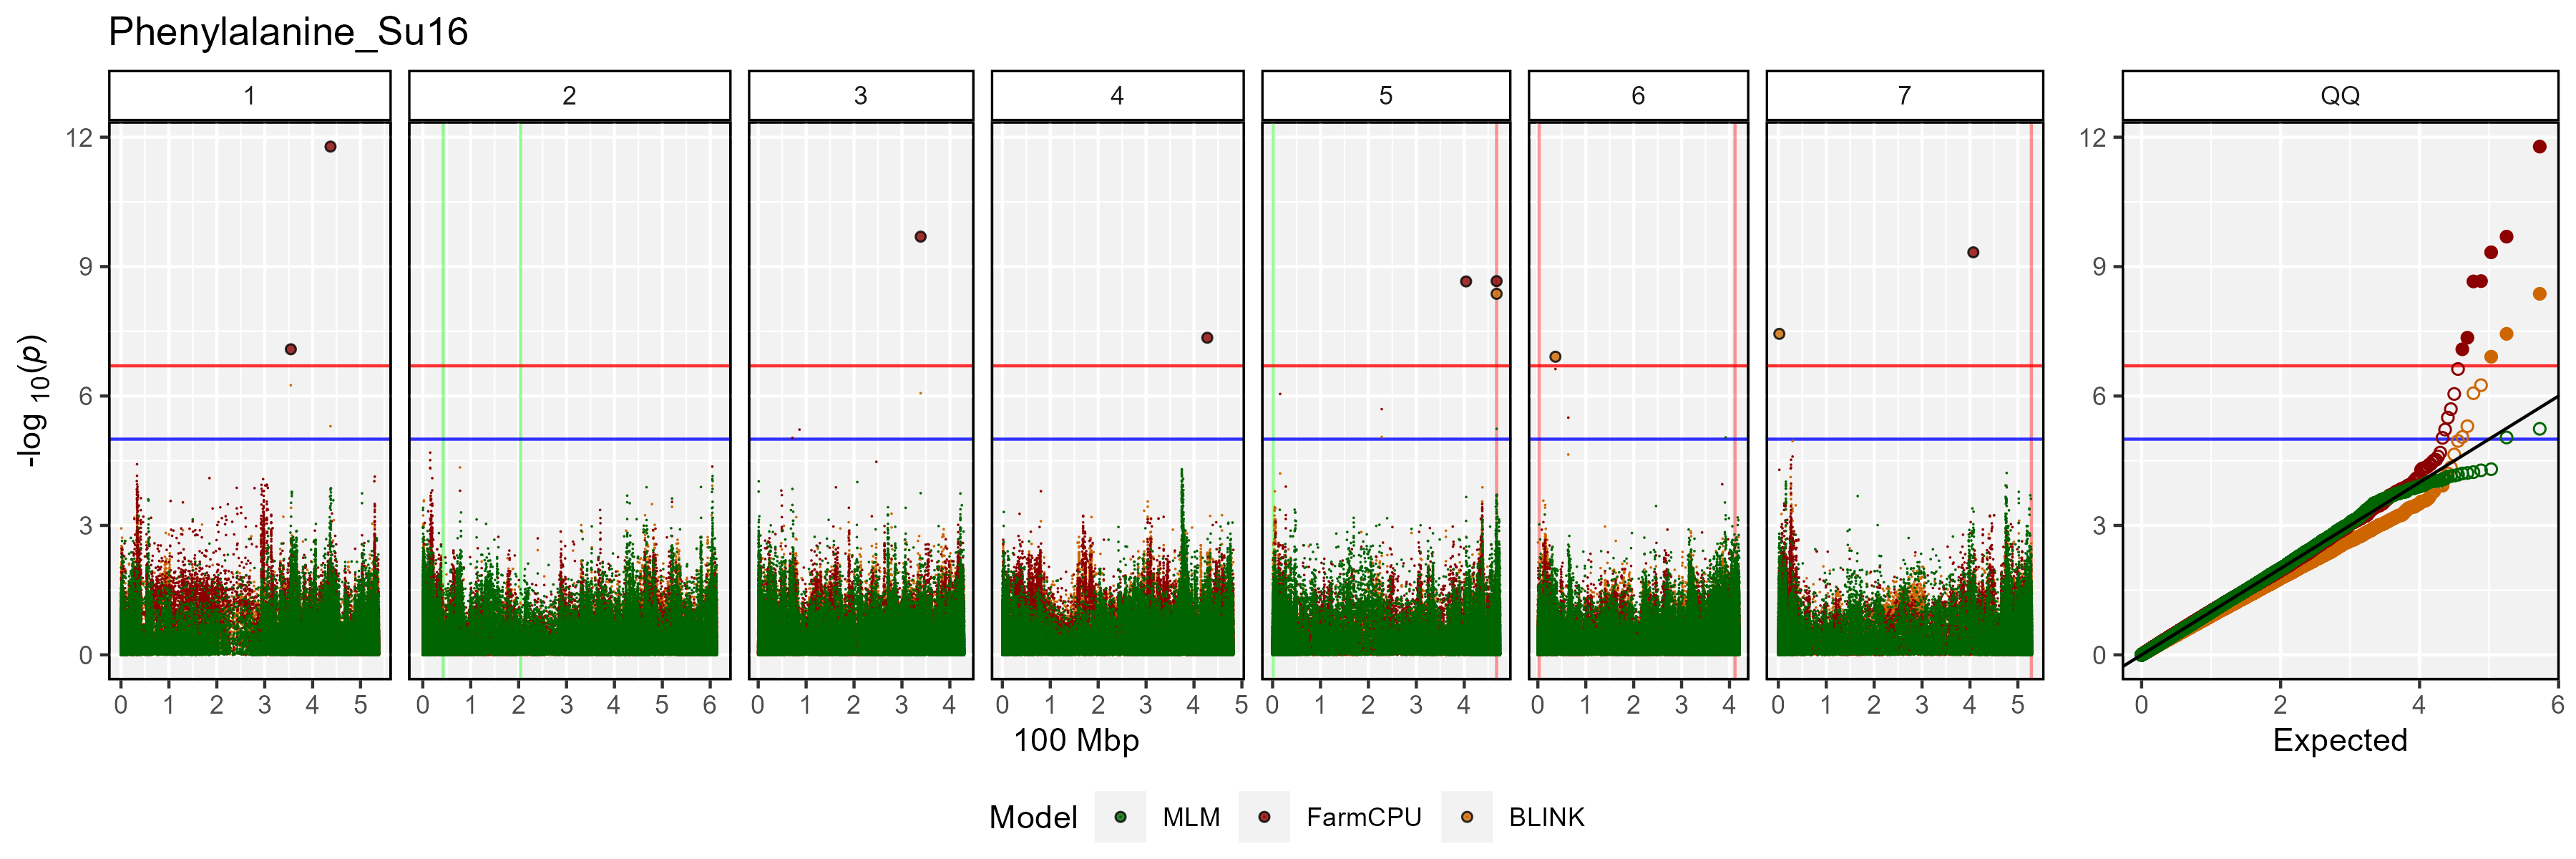 Phenylalanine_Su16
1 2 3 4 5 6 7 QQ
12 12
9 9
6 6
3 3
0 0
-log 10(p)
0 1 2 3 4 5 0 1 2 3 4 5 6 0 1 2 3 4 0 1 2 3 4 5 0 1 2 3 4 0 1 2 3 4 0 1 2 3 4 5 0 2 4 6
100 Mbp Expected
Model MLM FarmCPU BLINK